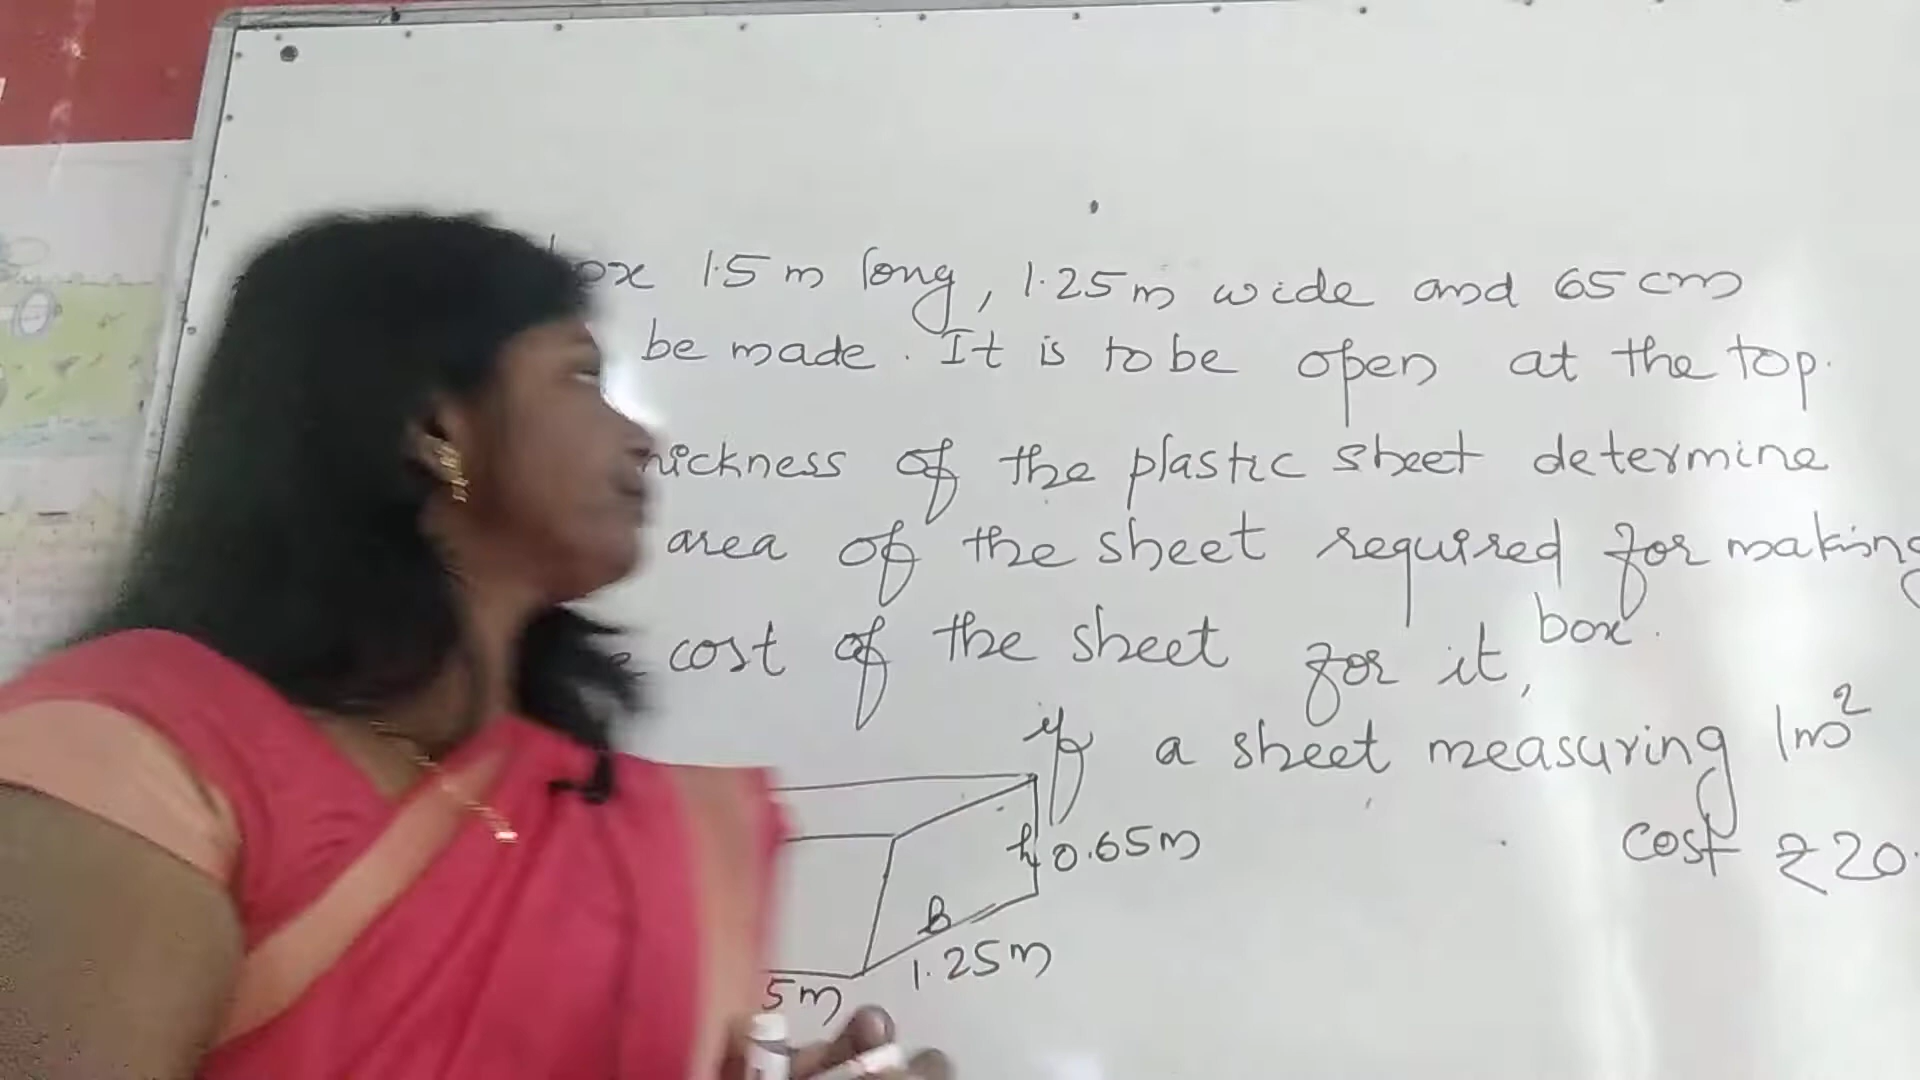 1.5 m long, 1.25 m wide and 65 cm
be made. It is to be open at the top.
of the plastic sheet determine
area of the sheet required for making
cost of the sheet for it, box.
if a sheet measuring 1m²
cost ₹20.
h 0.65m
B
1.25m
5m